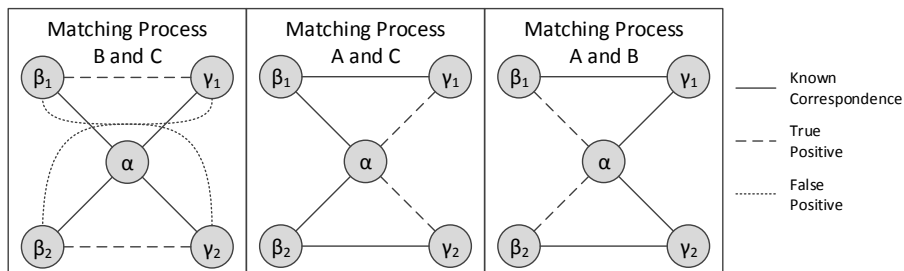 Matching Process
B and C
β1
γ1
α
β2
γ2
Matching Process
A and C
β1
γ1
α
β2
γ2
Matching Process
A and B
β1
γ1
α
β2
γ2
Known
Correspondence
True
Positive
False
Positive